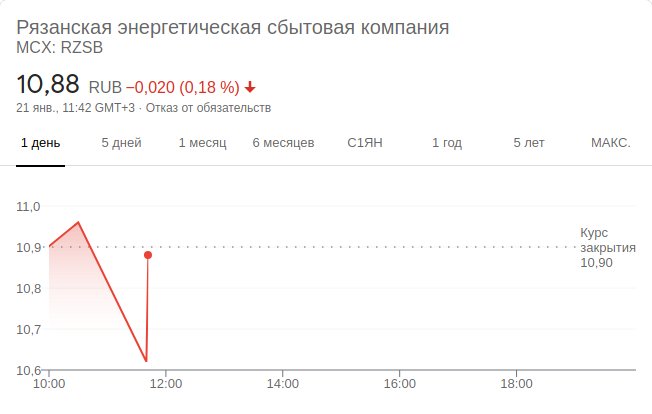 Рязанская энергетическая сбытовая компания
MCX: RZSB
10,88 RUB −0,020 (0,18 %)
21 янв., 11:42 GMT+3 · Отказ от обязательств
1 день 5 дней 1 месяц 6 месяцев С1ЯН 1 год 5 лет МАКС.
11,0
10,9
10,8
10,7
10,6
Курс
закрытия
10,90
10:00 12:00 14:00 16:00 18:00